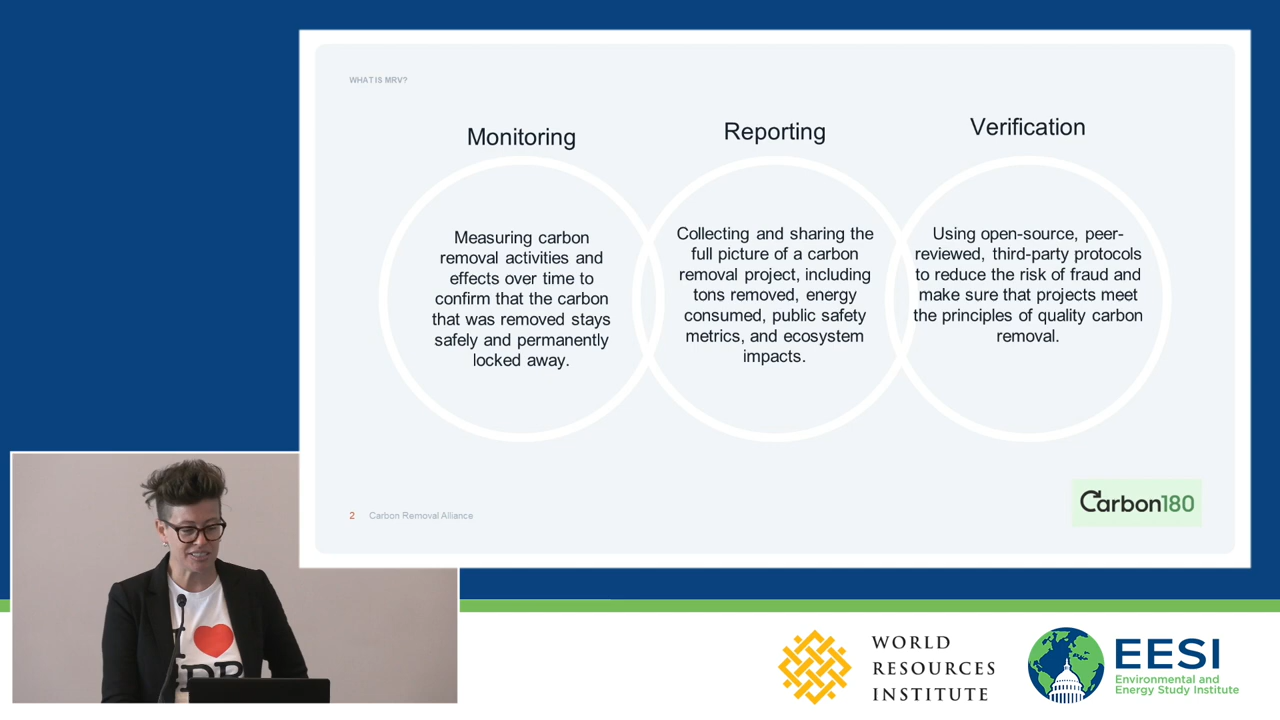 WHAT IS MRV?
Monitoring
Measuring carbon
removal activities and
effects over time to
confirm that the carbon
that was removed stays
safely and permanently
locked away.
Reporting
Collecting and sharing the
full picture of a carbon
removal project, including
tons removed, energy
consumed, public safety
metrics, and ecosystem
impacts.
Verification
Using open-source, peer-
reviewed, third-party protocols
to reduce the risk of fraud and
make sure that projects meet
the principles of quality carbon
removal.
2 Carbon Removal Alliance
Carbon180
WORLD
RESOURCES
INSTITUTE
EESI
Environmental and
Energy Study Institute